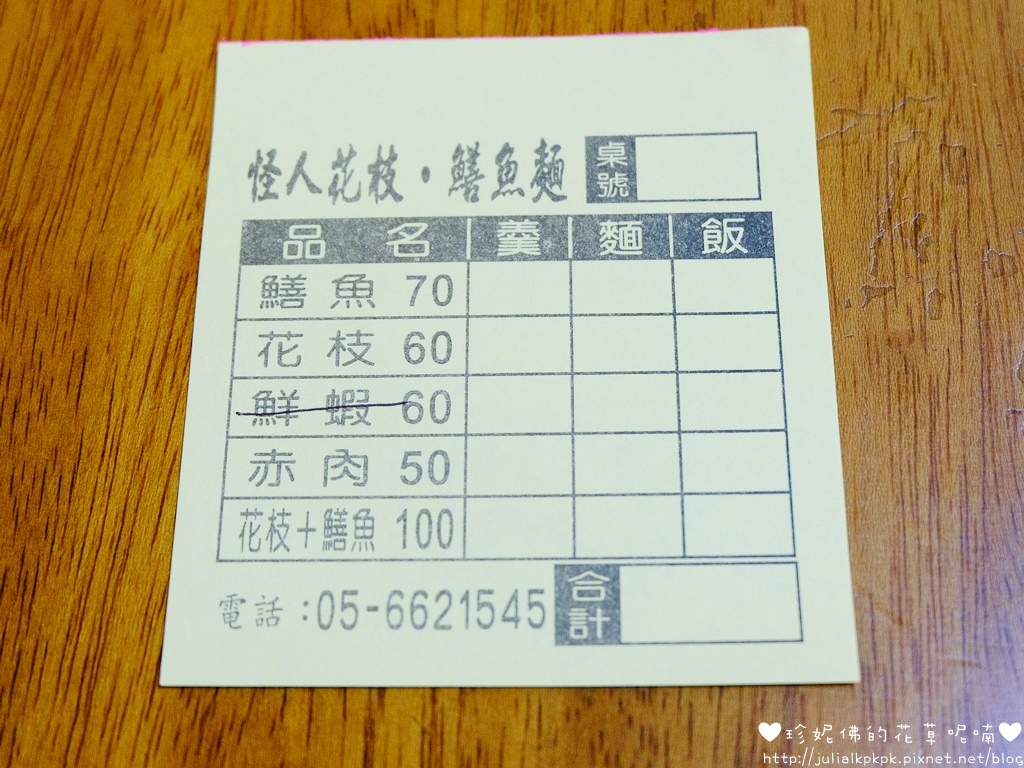 怪人花枝・鱔魚麵 桌號
品名 羹 麵 飯
鱔魚 70
花枝 60
鮮蝦 60
赤肉 50
花枝+鱔魚 100
電話:05-6621545 合計
♥珍妮佛的花草呢喃♥
http://julialkpkpk.pixnet.net/blog